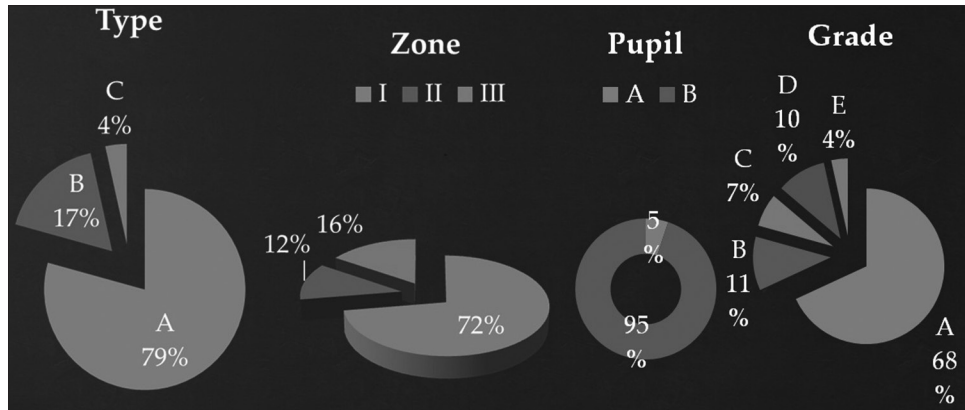 Type
C
4%
B
17%
A
79%
Zone
I II III
16%
12%
72%
Pupil
A B
5
%
95
%
Grade
D
10
%
E
4%
C
7%
B
11
%
A
68
%